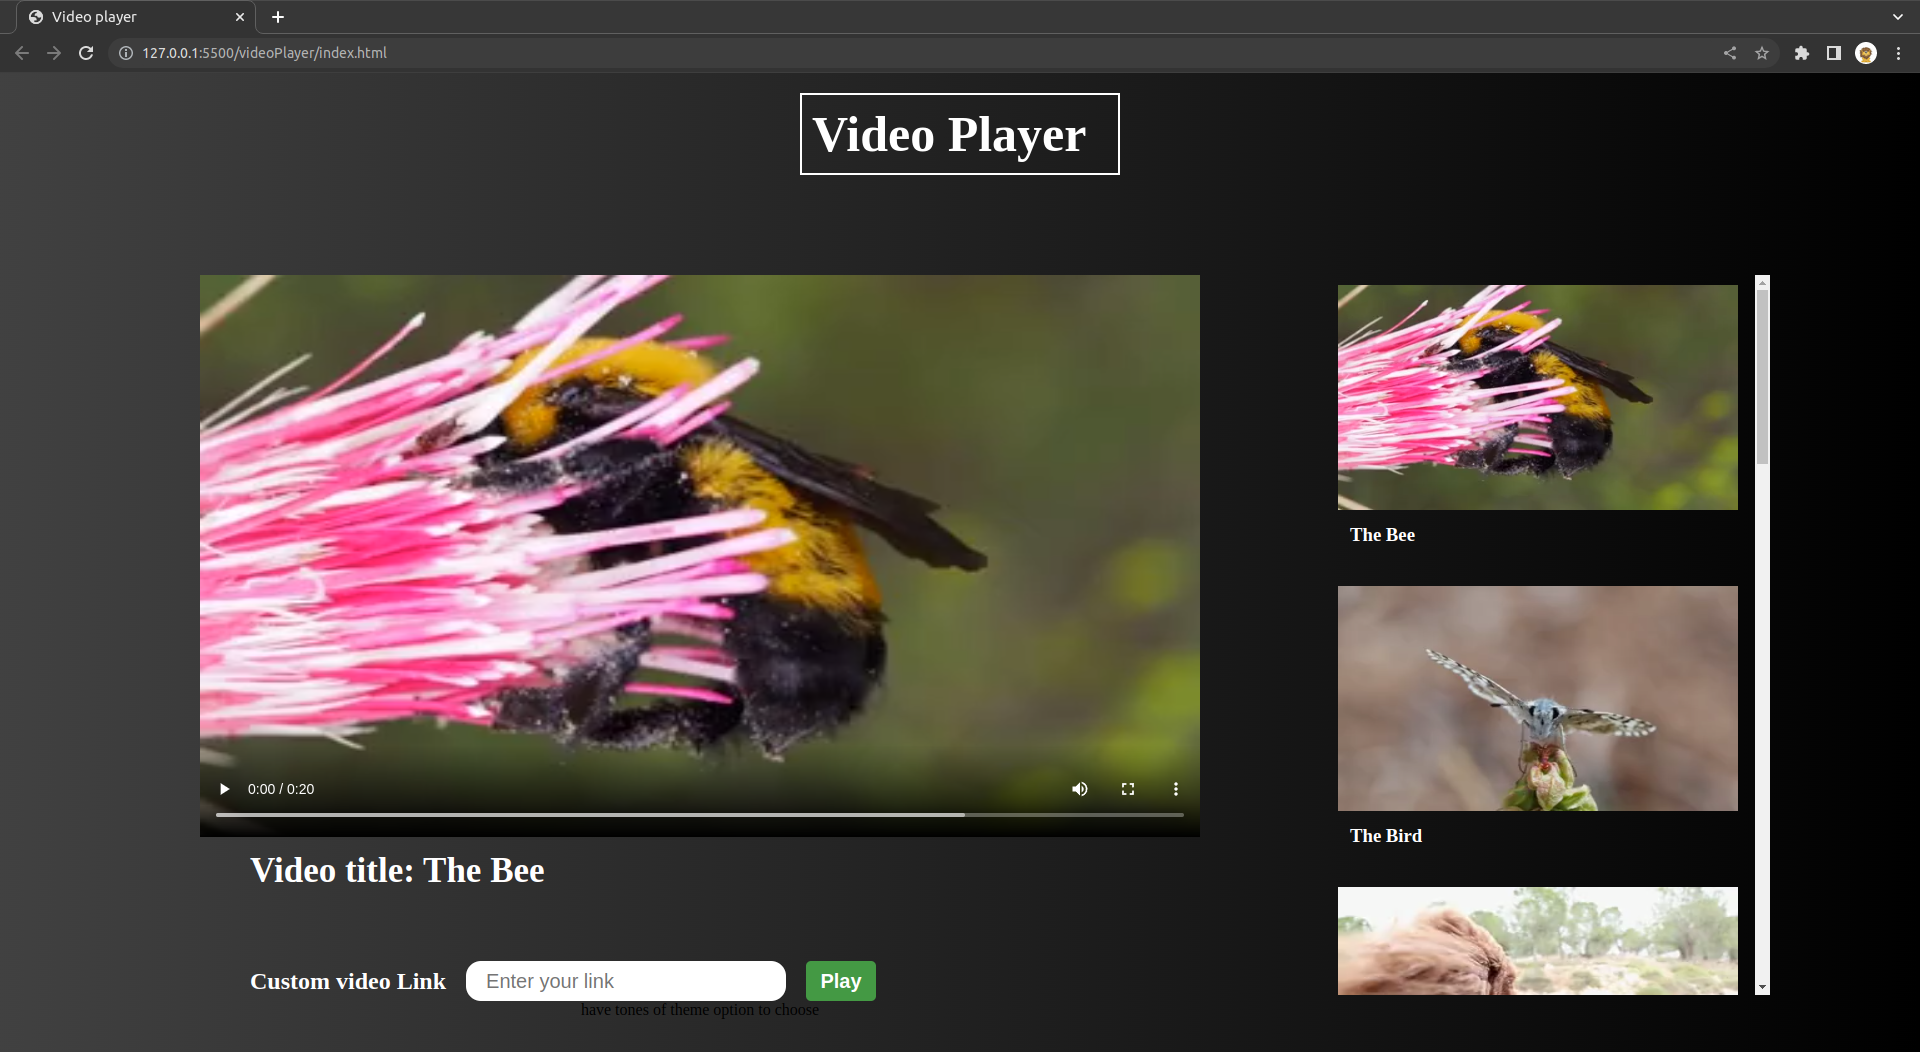 Video player
127.0.0.1:5500/videoPlayer/index.html
Video Player
0:00 / 0:20
Video title: The Bee
Custom video Link
Enter your link
Play
have tones of theme option to choose
The Bee
The Bird